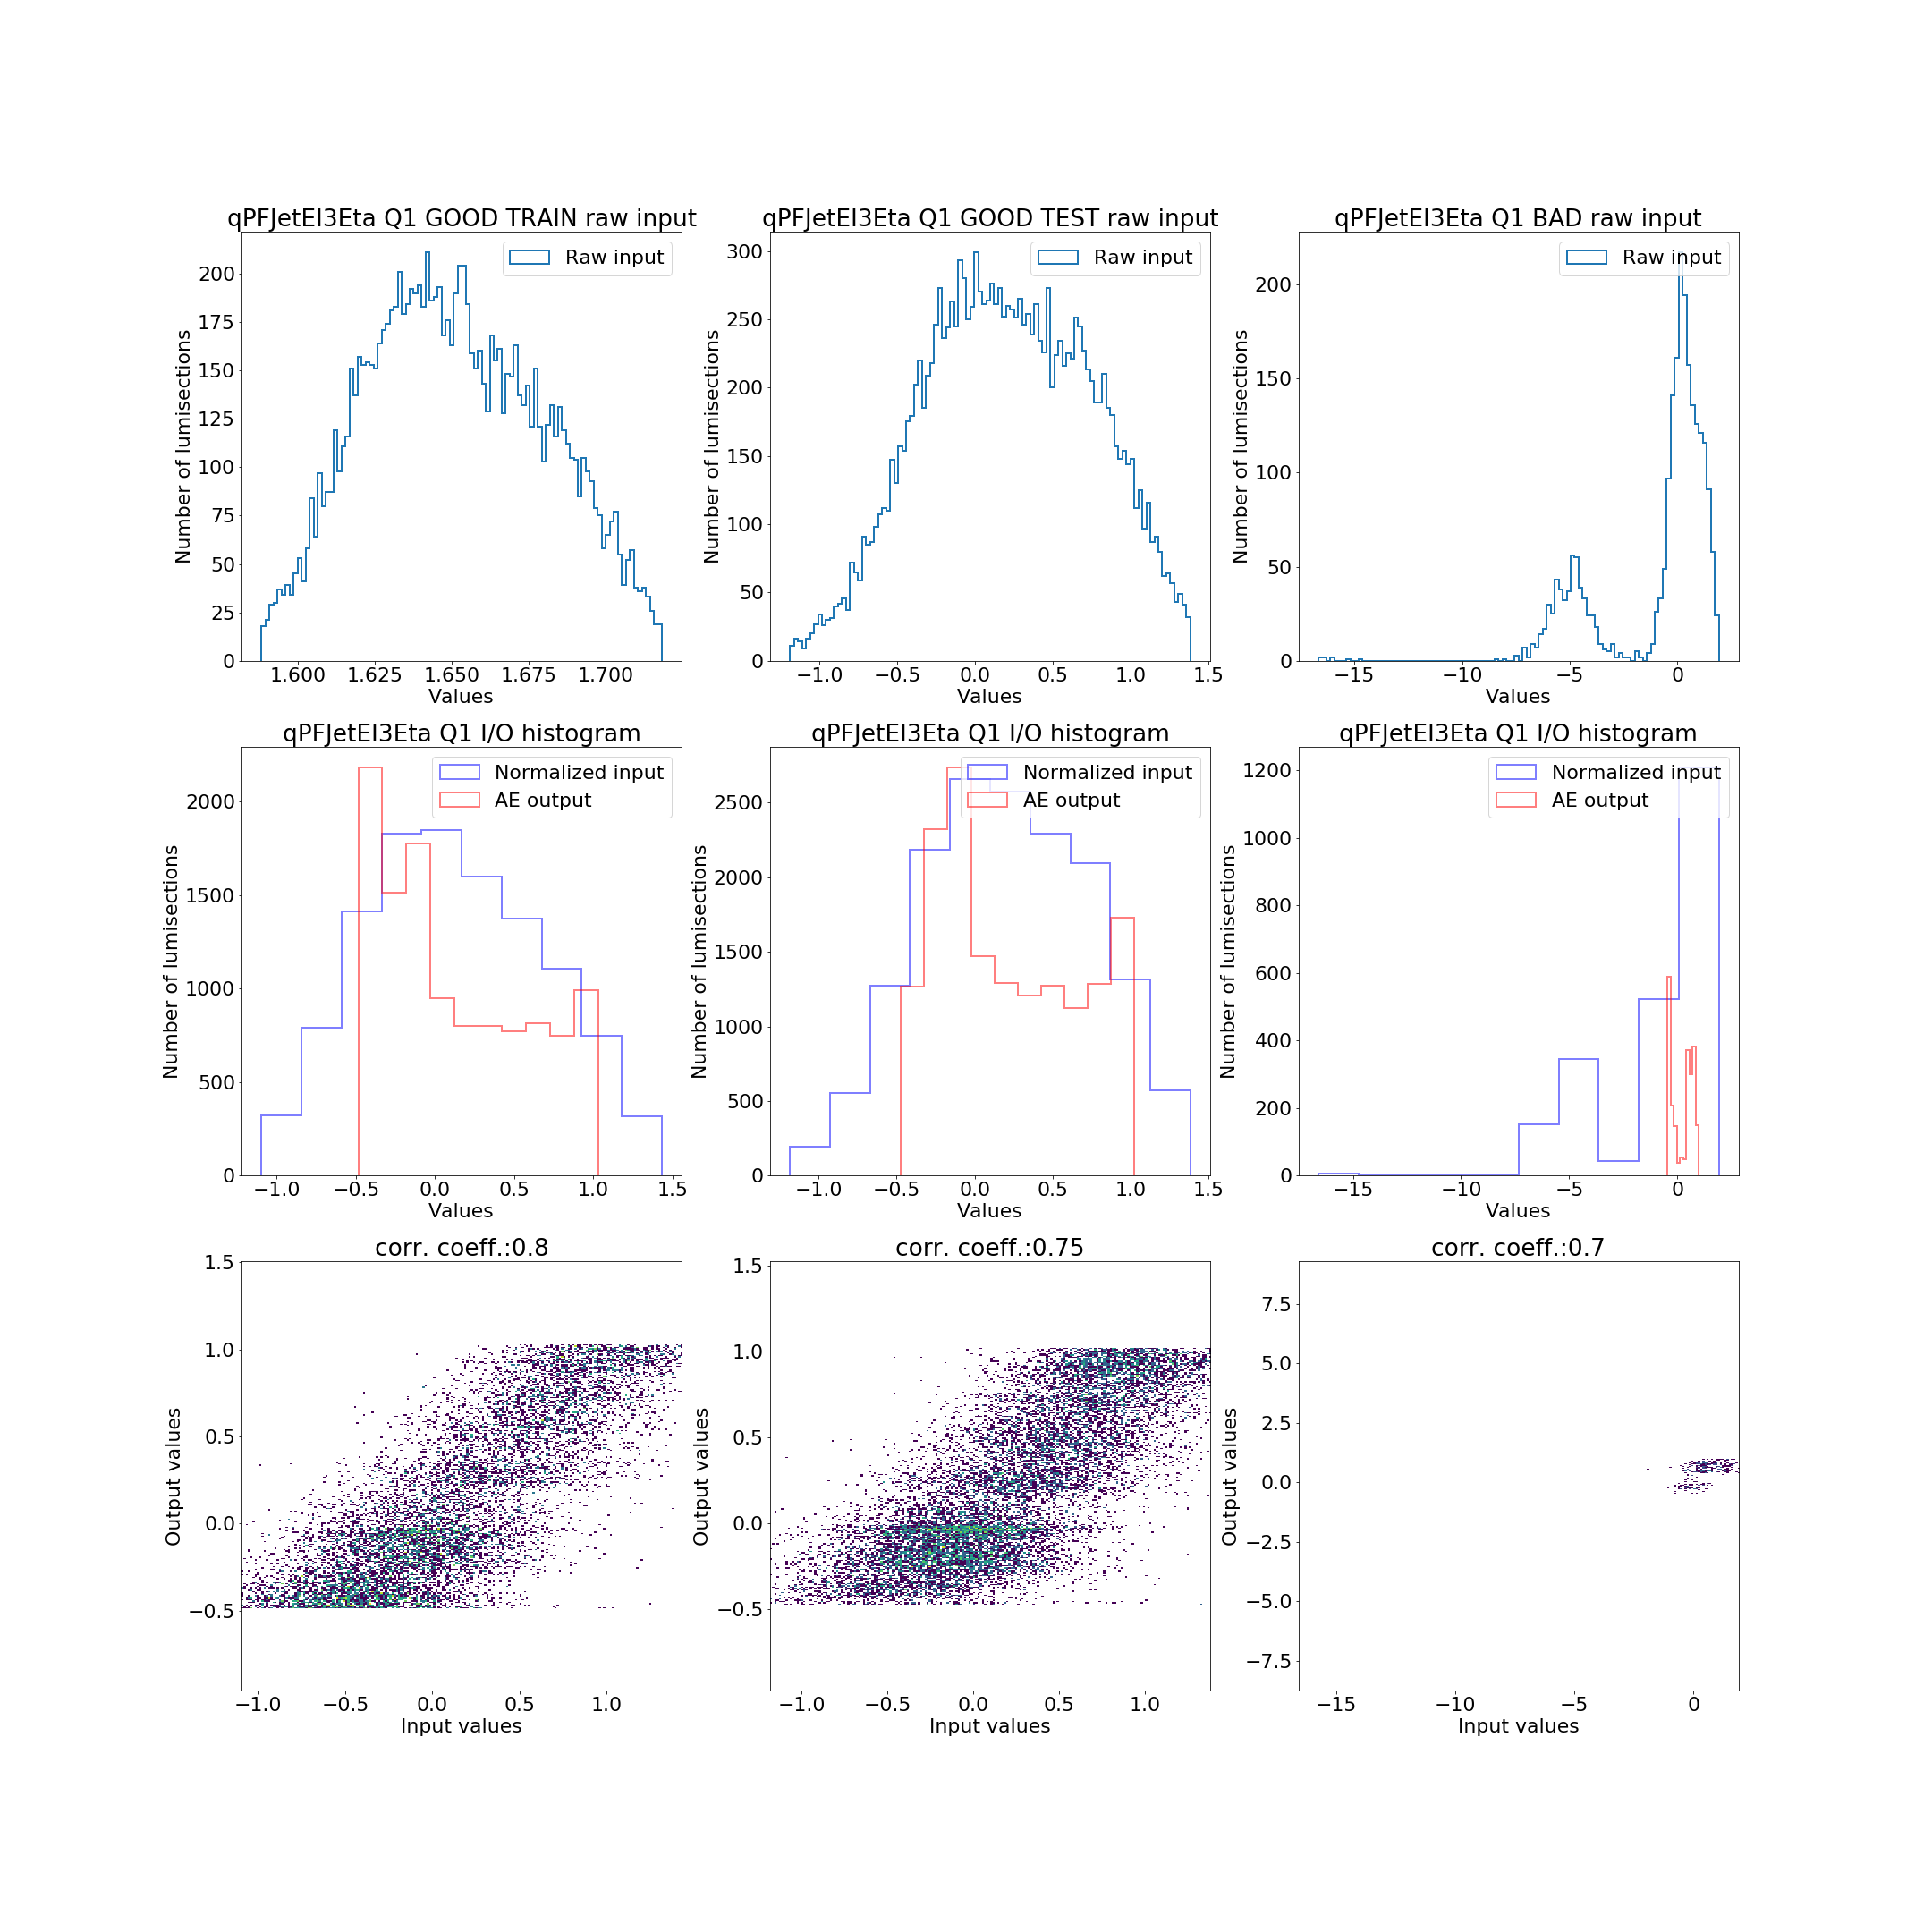 qPFJetEI3Eta Q1 GOOD TRAIN raw input
Raw input
200
175
150
125
100
75
50
25
0
Number of lumisections
1.600 1.625 1.650 1.675 1.700
Values
qPFJetEI3Eta Q1 GOOD TEST raw input
Raw input
300
250
200
150
100
50
0
Number of lumisections
−1.0 −0.5 0.0 0.5 1.0 1.5
Values
qPFJetEI3Eta Q1 BAD raw input
Raw input
200
150
100
50
0
Number of lumisections
−15 −10 −5 0
Values
qPFJetEI3Eta Q1 I/O histogram
Normalized input
AE output
2000
1500
1000
500
0
Number of lumisections
−1.0 −0.5 0.0 0.5 1.0 1.5
Values
qPFJetEI3Eta Q1 I/O histogram
Normalized input
AE output
2500
2000
1500
1000
500
0
Number of lumisections
−1.0 −0.5 0.0 0.5 1.0 1.5
Values
qPFJetEI3Eta Q1 I/O histogram
Normalized input
AE output
1200
1000
800
600
400
200
0
Number of lumisections
−15 −10 −5 0
Values
corr. coeff.:0.8
1.5
1.0
0.5
0.0
−0.5
Output values
−1.0 −0.5 0.0 0.5 1.0
Input values
corr. coeff.:0.75
1.5
1.0
0.5
0.0
−0.5
Output values
−1.0 −0.5 0.0 0.5 1.0
Input values
corr. coeff.:0.7
7.5
5.0
2.5
0.0
−2.5
−5.0
−7.5
Output values
−15 −10 −5 0
Input values